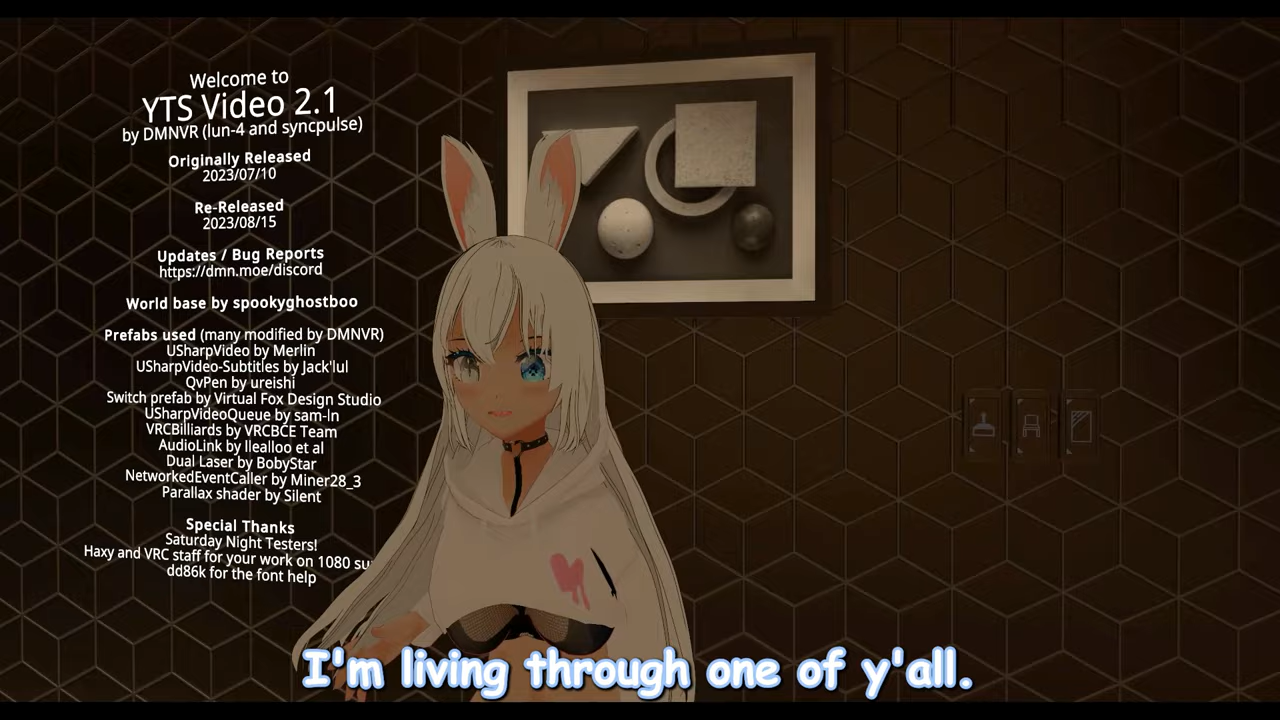 Welcome to
YTS Video 2.1
by DMNVR (lun-4 and syncpulse)
Originally Released
2023/07/10
Re-Released
2023/08/15
Updates / Bug Reports
https://dmn.moe/discord
World base by spookyghostboo
Prefabs used (many modified by DMNVR)
USharpVideo by Merlin
USharpVideo-Subtitles by Jack'lul
QvPen by ureishi
Switch prefab by Virtual Fox Design Studio
USharpVideoQueue by sam-ln
VRCBilliards by VRCBCE Team
AudioLink by llealloo et al
Dual Laser by BobyStar
NetworkedEventCaller by Miner28_3
Parallax shader by Silent
Special Thanks
Saturday Night Testers!
Haxy and VRC staff for your work on 1080
dd86k for the font help
I'm living through one of y'all.